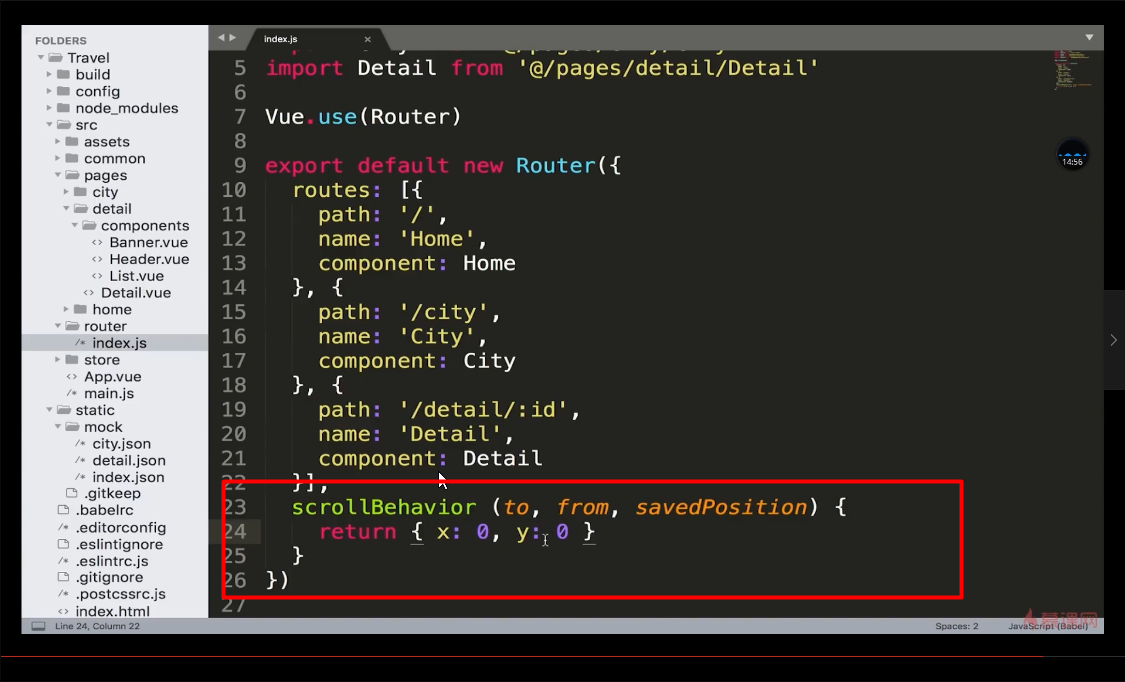 FOLDERS
Travel
build
config
node_modules
src
assets
common
pages
city
detail
components
Banner.vue
Header.vue
List.vue
Detail.vue
home
router
/* index.js
store
App.vue
/* main.js
static
mock
/* city.json
/* detail.json
/* index.json
.gitkeep
.babelrc
/* .editorconfig
.eslintignore
/* .eslintrc.js
.gitignore
/* .postcssrc.js
index.html
index.js ×
5 import Detail from '@/pages/detail/Detail'
6
7 Vue.use(Router)
8
9 export default new Router({
10 routes: [{
11 path: '/',
12 name: 'Home',
13 component: Home
14 }, {
15 path: '/city',
16 name: 'City',
17 component: City
18 }, {
19 path: '/detail/:id',
20 name: 'Detail',
21 component: Detail
22 }],
23 scrollBehavior (to, from, savedPosition) {
24 return { x: 0, y: 0 }
25 }
26 })
27
14:56
慕课网
Line 24, Column 22
Spaces: 2
JavaScript (Babel)